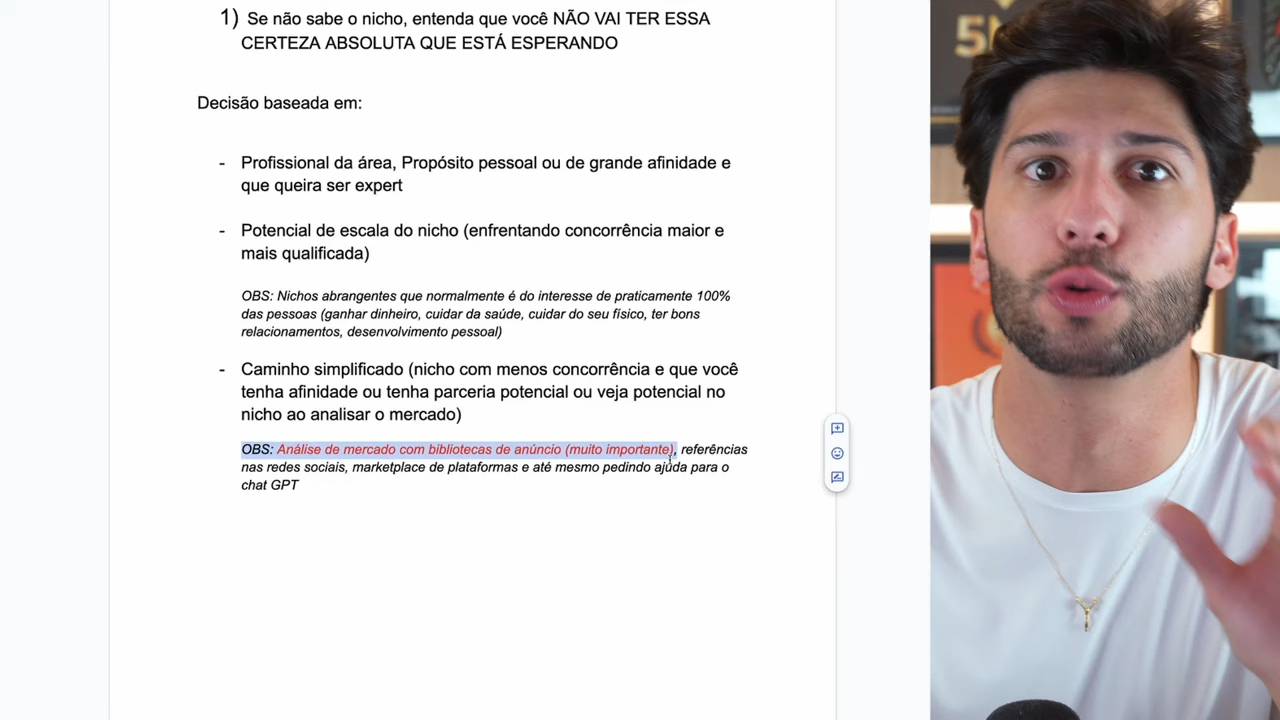 1) Se não sabe o nicho, entenda que você NÃO VAI TER ESSA
CERTEZA ABSOLUTA QUE ESTÁ ESPERANDO
Decisão baseada em:
- Profissional da área, Propósito pessoal ou de grande afinidade e
que queira ser expert
- Potencial de escala do nicho (enfrentando concorrência maior e
mais qualificada)
OBS: Nichos abrangentes que normalmente é do interesse de praticamente 100%
das pessoas (ganhar dinheiro, cuidar da saúde, cuidar do seu físico, ter bons
relacionamentos, desenvolvimento pessoal)
- Caminho simplificado (nicho com menos concorrência e que você
tenha afinidade ou tenha parceria potencial ou veja potencial no
nicho ao analisar o mercado)
OBS: Análise de mercado com bibliotecas de anúncio (muito importante), referências
nas redes sociais, marketplace de plataformas e até mesmo pedindo ajuda para o
chat GPT